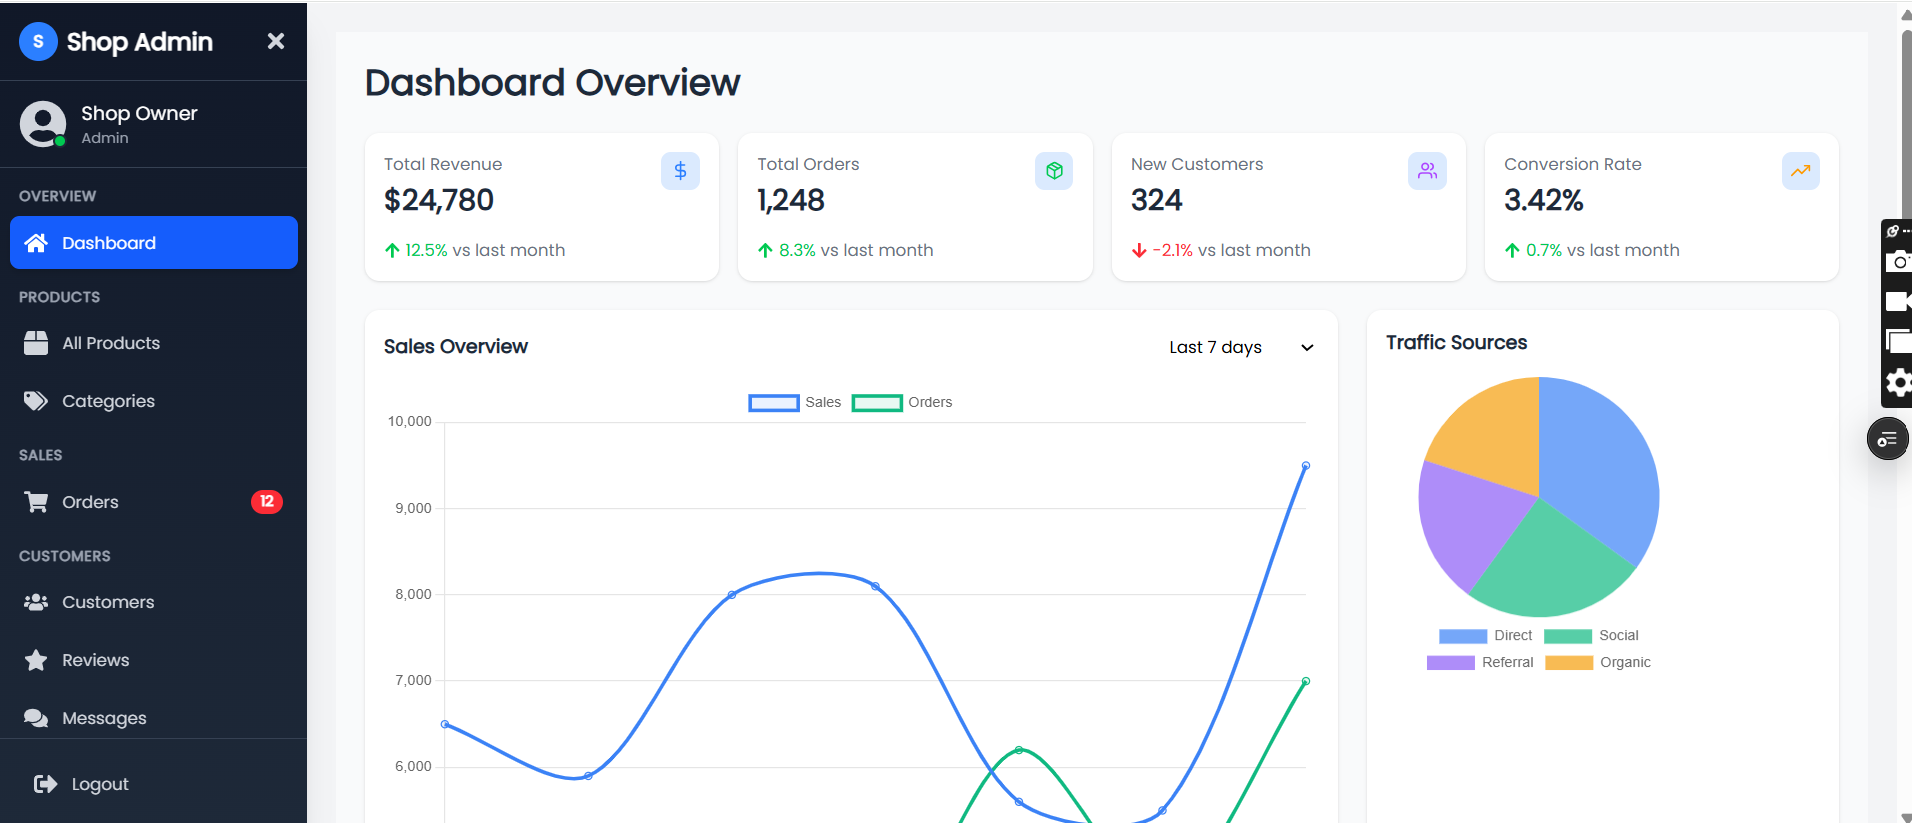 S Shop Admin
Shop Owner
Admin
OVERVIEW
Dashboard
PRODUCTS
All Products
Categories
SALES
Orders 12
CUSTOMERS
Customers
Reviews
Messages
Logout
Dashboard Overview
Total Revenue
$24,780
12.5% vs last month
Total Orders
1,248
8.3% vs last month
New Customers
324
-2.1% vs last month
Conversion Rate
3.42%
0.7% vs last month
Sales Overview
Last 7 days
Sales Orders
10,000
9,000
8,000
7,000
6,000
Traffic Sources
Direct Social
Referral Organic